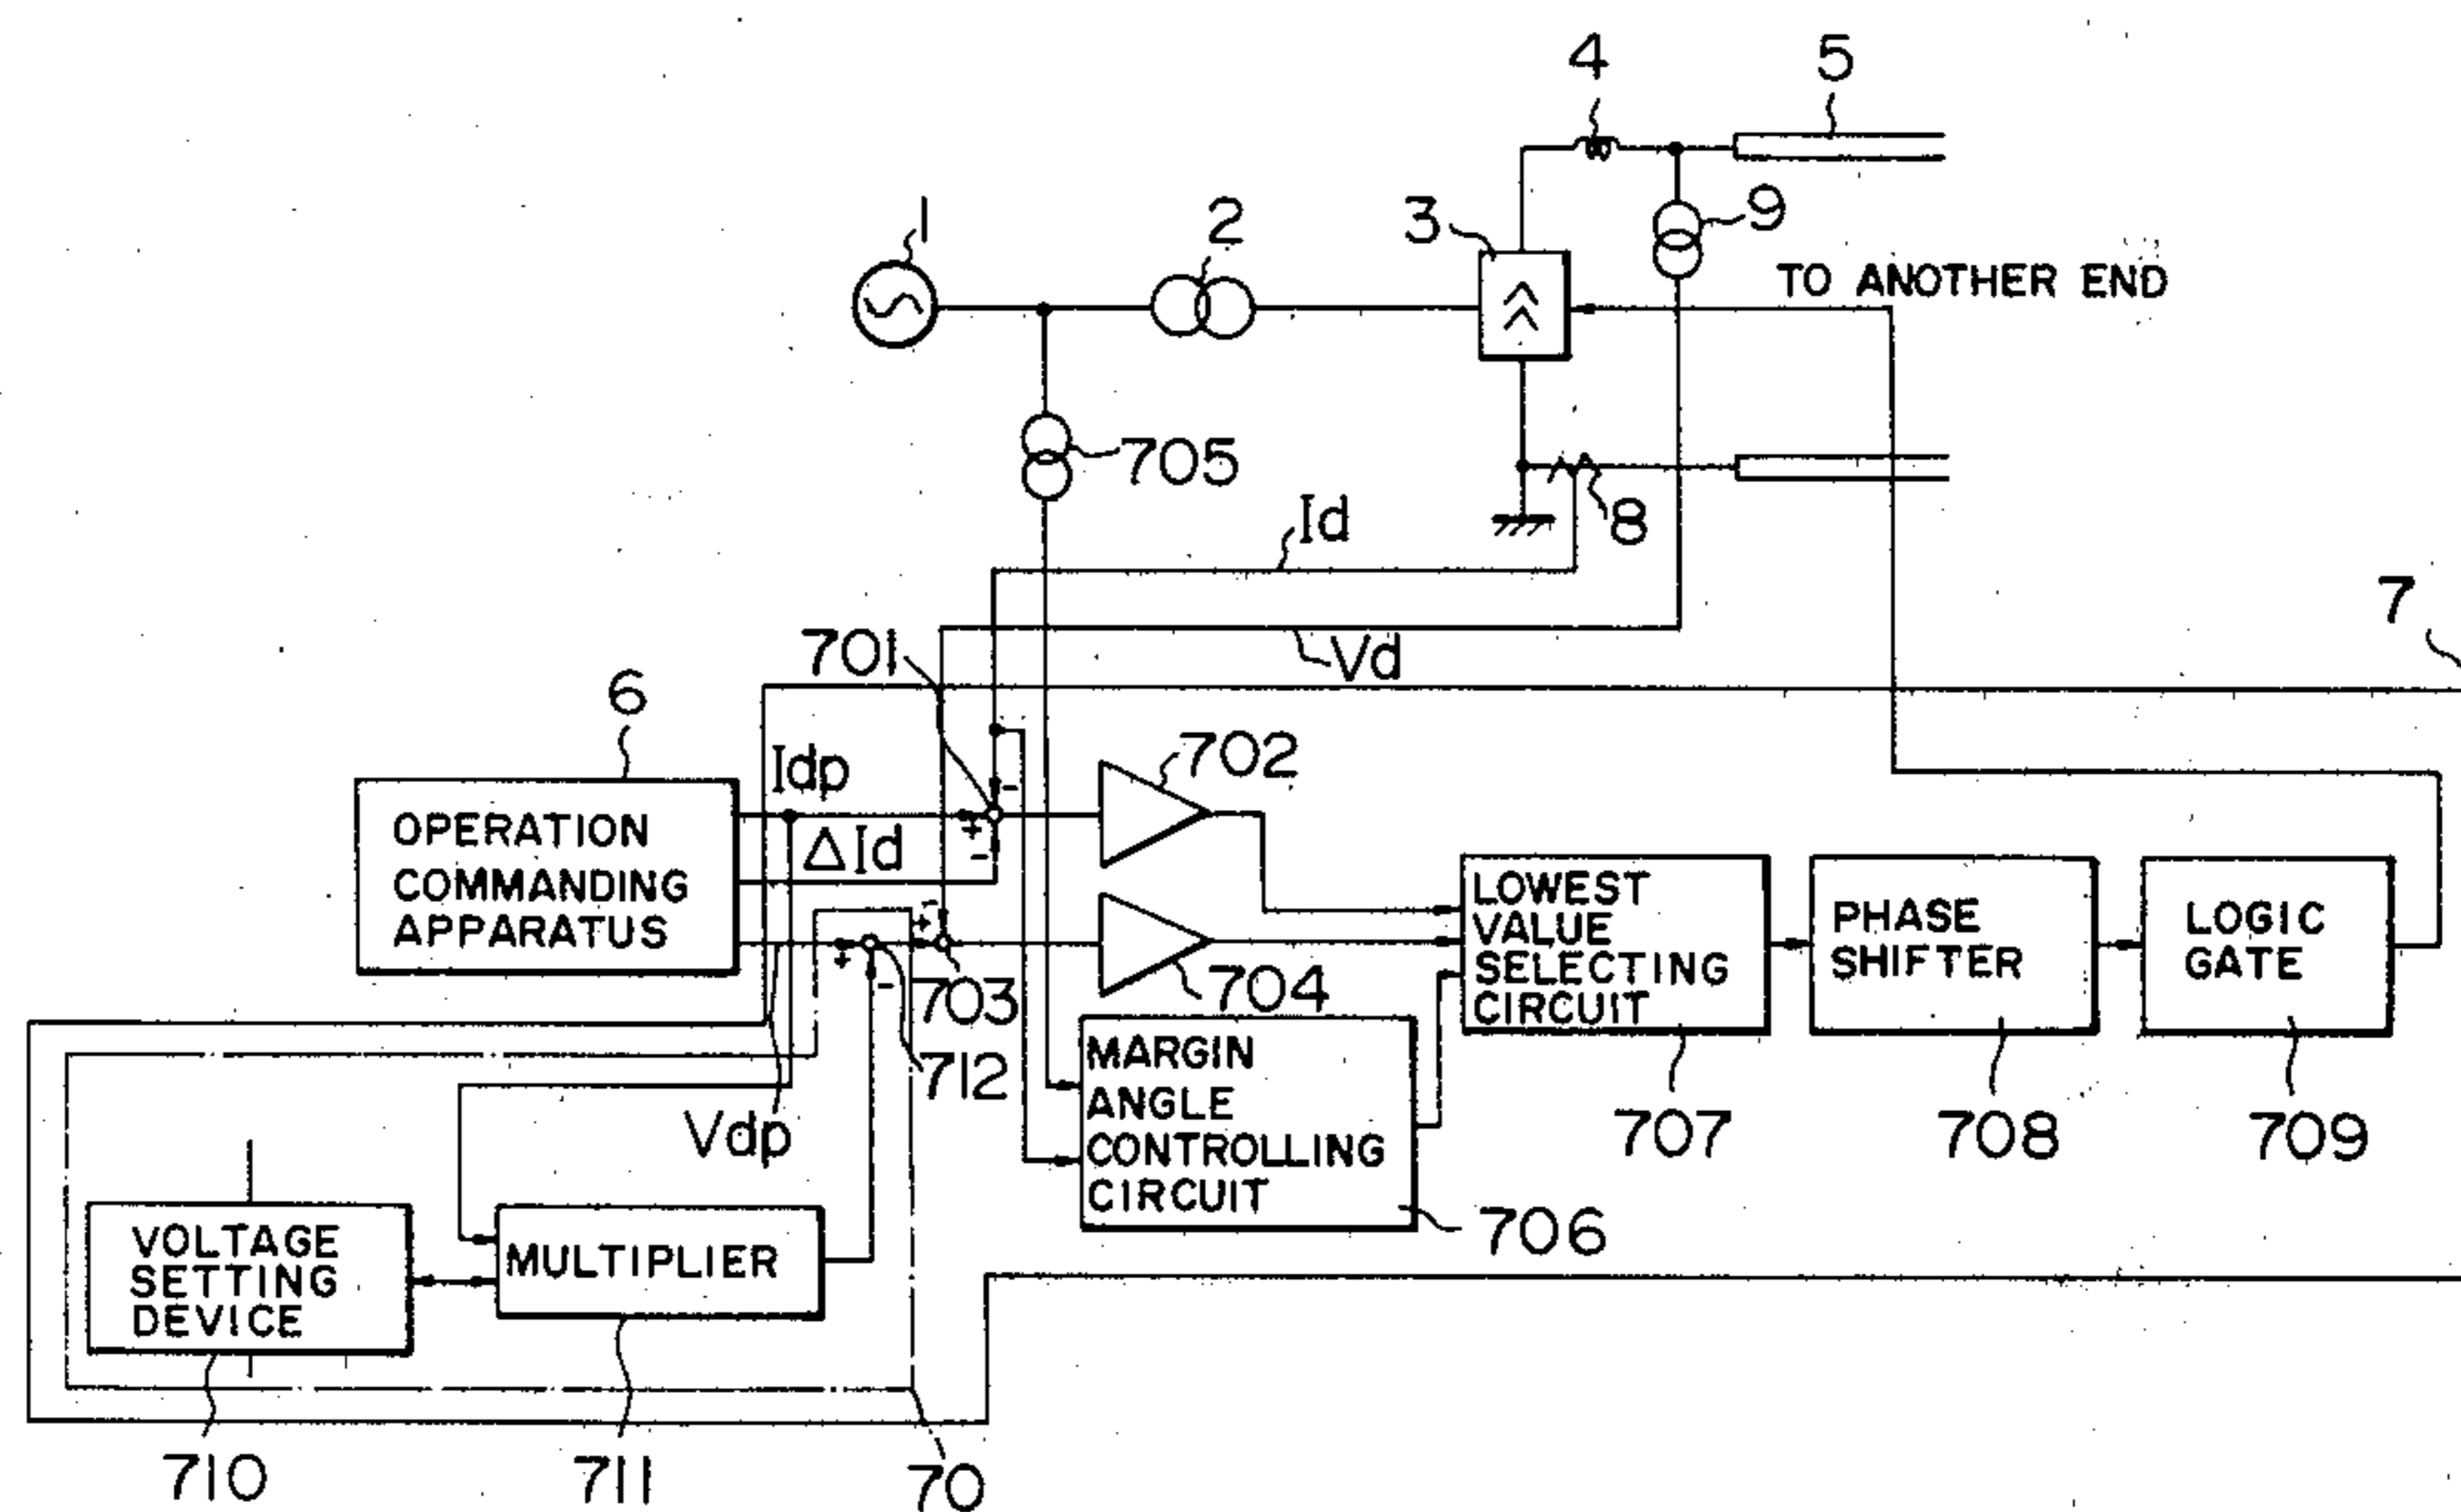 4
5
1
2
3
9
TO ANOTHER END
705
8
Id
7
701
Vd
6
Idp
702
-
OPERATION
COMMANDING
APPARATUS
+
ΔId
-
LOWEST
VALUE
SELECTING
CIRCUIT
PHASE
SHIFTER
LOGIC
GATE
+
-
+
-
703
704
712
MARGIN
ANGLE
CONTROLLING
CIRCUIT
Vdp
707
708
709
VOLTAGE
SETTING
DEVICE
MULTIPLIER
706
710
711
70